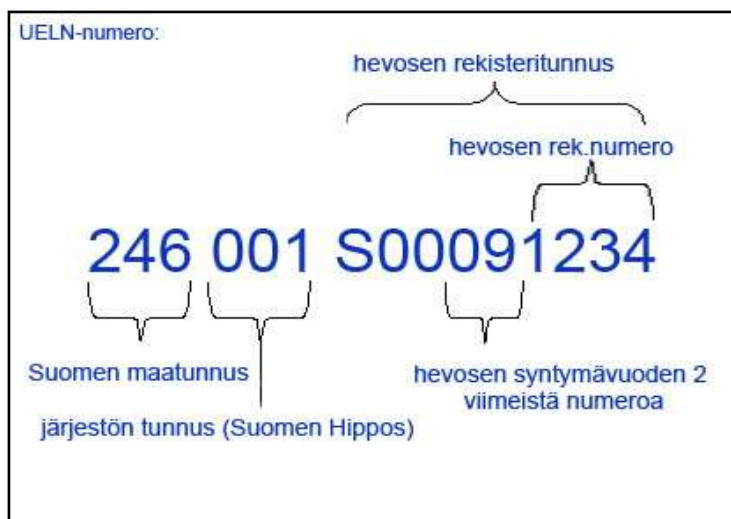 UELN-numero:
hevosen rekisteritunnus
hevosen rek.numero
246 001 S00091234
Suomen maatunnus
hevosen syntymävuoden 2
viimeistä numeroa
järjestön tunnus (Suomen Hippos)